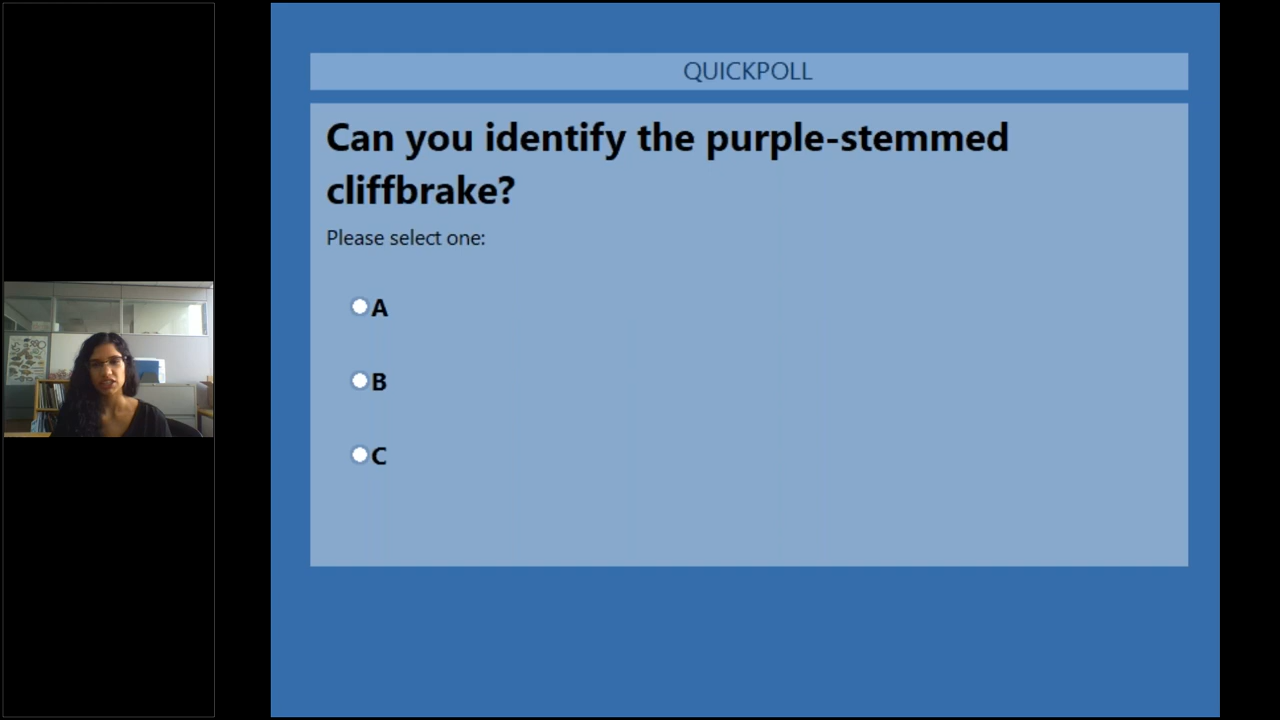 QUICKPOLL
Can you identify the purple-stemmed
cliffbrake?
Please select one:
A
B
C